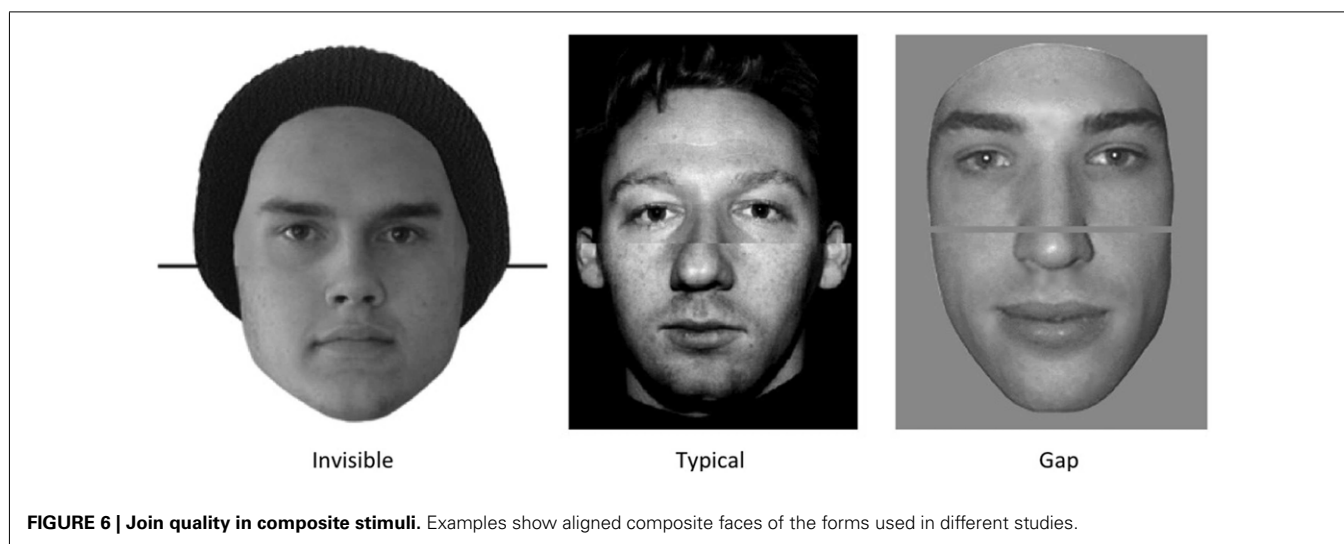 Invisible Typical Gap
FIGURE 6 | Join quality in composite stimuli. Examples show aligned composite faces of the forms used in different studies.